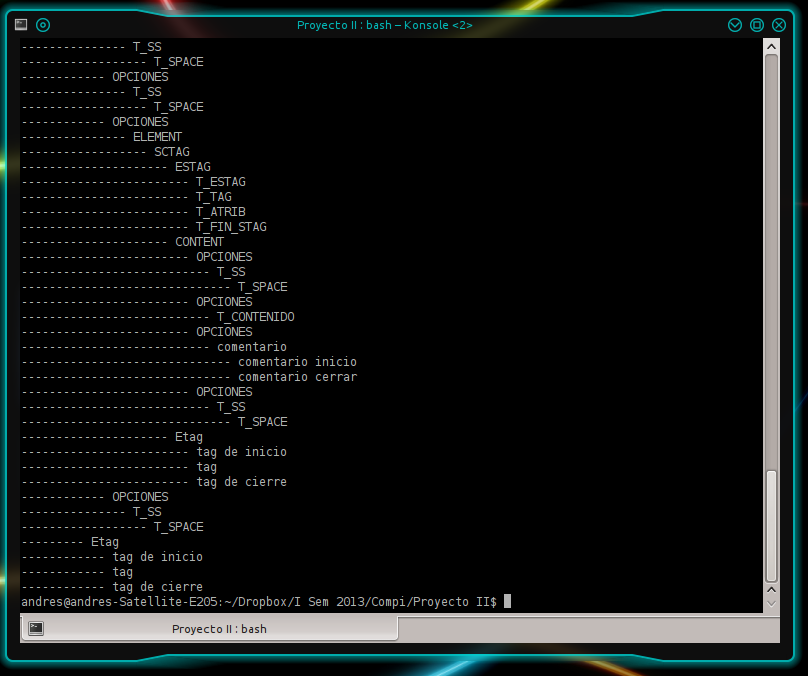 Proyecto II : bash – Konsole <2>
--------------- T_SS
------------------ T_SPACE
------------ OPCIONES
--------------- T_SS
------------------ T_SPACE
------------ OPCIONES
--------------- ELEMENT
------------------ SCTAG
--------------------- ESTAG
------------------------ T_ESTAG
------------------------ T_TAG
------------------------ T_ATRIB
------------------------ T_FIN_STAG
--------------------- CONTENT
------------------------ OPCIONES
--------------------------- T_SS
------------------------------ T_SPACE
------------------------ OPCIONES
--------------------------- T_CONTENIDO
------------------------ OPCIONES
--------------------------- comentario
------------------------------ comentario inicio
------------------------------ comentario cerrar
------------------------ OPCIONES
--------------------------- T_SS
------------------------------ T_SPACE
--------------------- Etag
------------------------ tag de inicio
------------------------ tag
------------------------ tag de cierre
------------ OPCIONES
--------------- T_SS
------------------ T_SPACE
--------- Etag
------------ tag de inicio
------------ tag
------------ tag de cierre
andres@andres-Satellite-E205:~/Dropbox/I Sem 2013/Compi/Proyecto II$
Proyecto II : bash